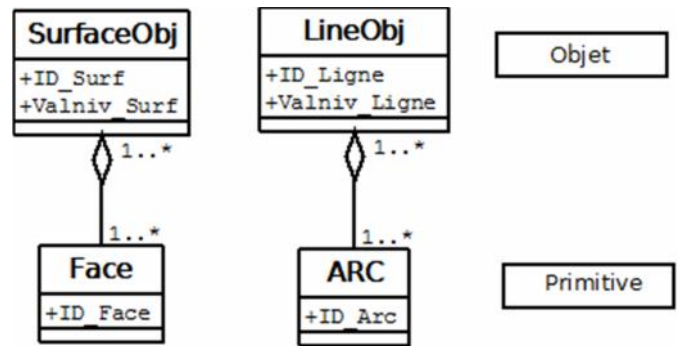 SurfaceObj
+ID_Surf
+Valniv_Surf
1..*
1..*
Face
+ID_Face
LineObj
+ID_Ligne
+Valniv_Ligne
1..*
1..*
ARC
+ID_Arc
Objet
Primitive